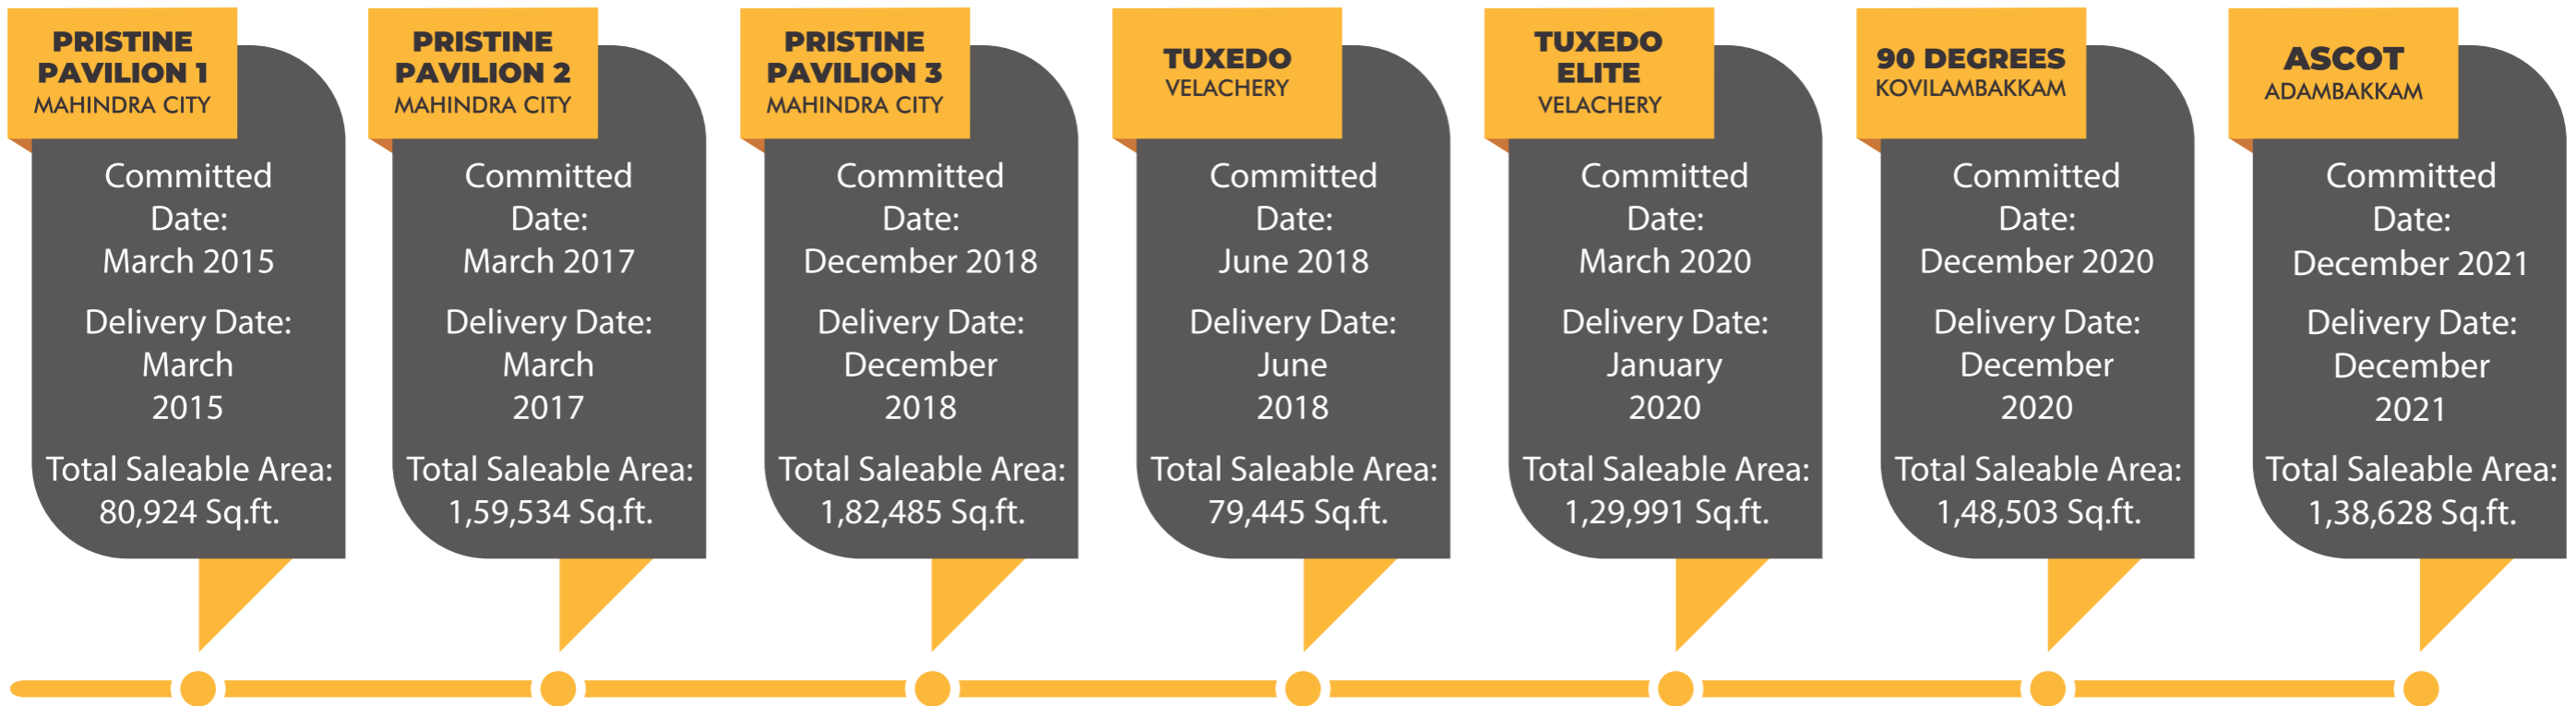 PRISTINE
PAVILION 1
MAHINDRA CITY
Committed
Date:
March 2015
Delivery Date:
March
2015
Total Saleable Area:
80,924 Sq.ft.
PRISTINE
PAVILION 2
MAHINDRA CITY
Committed
Date:
March 2017
Delivery Date:
March
2017
Total Saleable Area:
1,59,534 Sq.ft.
PRISTINE
PAVILION 3
MAHINDRA CITY
Committed
Date:
December 2018
Delivery Date:
December
2018
Total Saleable Area:
1,82,485 Sq.ft.
TUXEDO
VELACHERY
Committed
Date:
June 2018
Delivery Date:
June
2018
Total Saleable Area:
79,445 Sq.ft.
TUXEDO
ELITE
VELACHERY
Committed
Date:
March 2020
Delivery Date:
January
2020
Total Saleable Area:
1,29,991 Sq.ft.
90 DEGREES
KOVILAMBAKKAM
Committed
Date:
December 2020
Delivery Date:
December
2020
Total Saleable Area:
1,48,503 Sq.ft.
ASCOT
ADAMBAKKAM
Committed
Date:
December 2021
Delivery Date:
December
2021
Total Saleable Area:
1,38,628 Sq.ft.